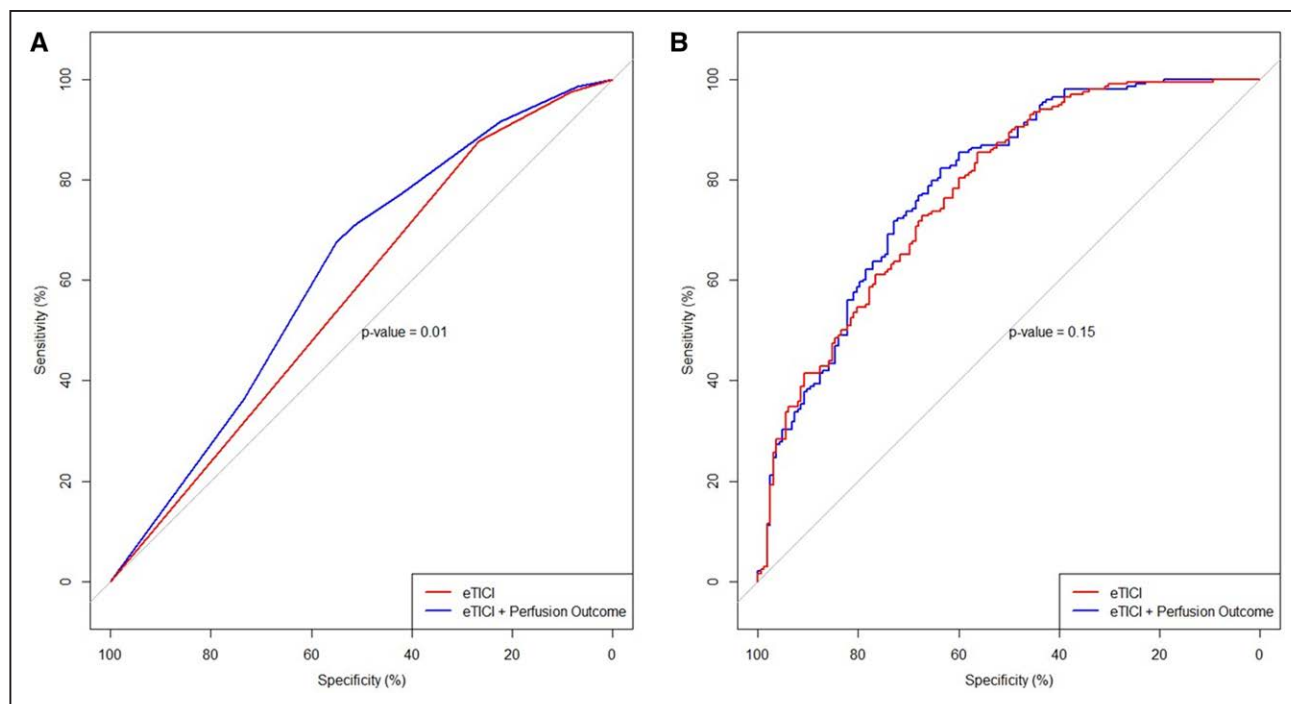 A
100
80
60
40
20
0
Sensitivity (%)
p-value = 0.01
eTICI
eTICI + Perfusion Outcome
100 80 60 40 20 0
Specificity (%)
B
100
80
60
40
20
0
Sensitivity (%)
p-value = 0.15
eTICI
eTICI + Perfusion Outcome
100 80 60 40 20 0
Specificity (%)